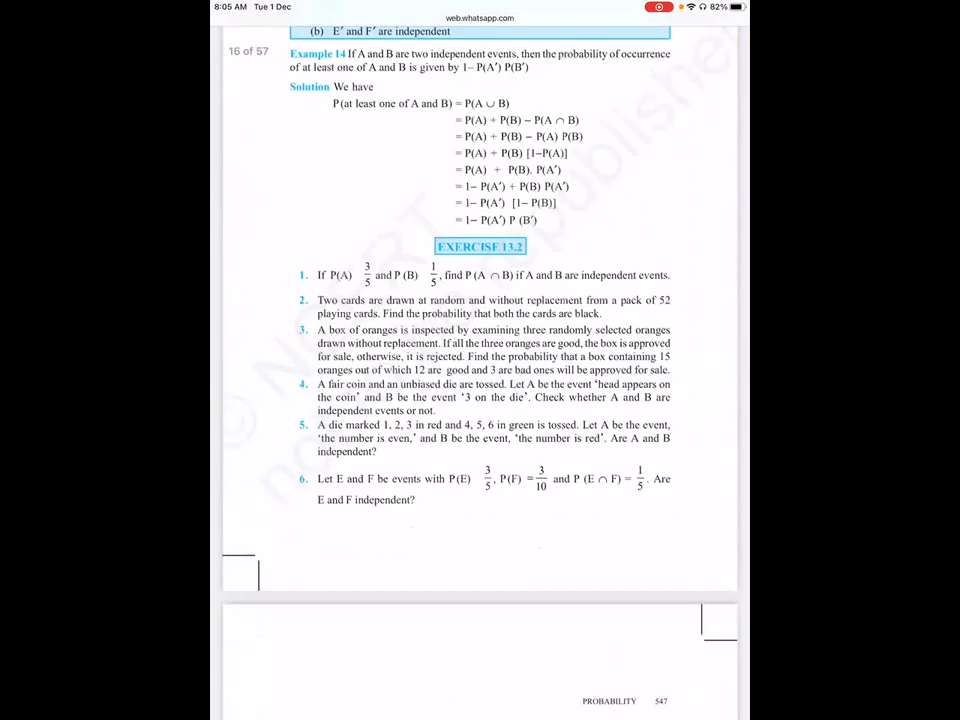 8:05 AM Tue 1 Dec
82%
web.whatsapp.com
16 of 57
(b) E′ and F′ are independent
Example 14 If A and B are two independent events, then the probability of occurrence
of at least one of A and B is given by 1– P(A′) P(B′)
Solution We have
P(at least one of A and B) = P(A ∪ B)
= P(A) + P(B) − P(A ∩ B)
= P(A) + P(B) − P(A) P(B)
= P(A) + P(B) [1−P(A)]
= P(A) + P(B). P(A′)
= 1− P(A′) + P(B) P(A′)
= 1− P(A′) [1− P(B)]
= 1− P(A′) P (B′)
EXERCISE 13.2
1. If P(A) 3/5 and P (B) 1/5, find P (A ∩ B) if A and B are independent events.
2. Two cards are drawn at random and without replacement from a pack of 52
playing cards. Find the probability that both the cards are black.
3. A box of oranges is inspected by examining three randomly selected oranges
drawn without replacement. If all the three oranges are good, the box is approved
for sale, otherwise, it is rejected. Find the probability that a box containing 15
oranges out of which 12 are good and 3 are bad ones will be approved for sale.
4. A fair coin and an unbiased die are tossed. Let A be the event ‘head appears on
the coin’ and B be the event ‘3 on the die’. Check whether A and B are
independent events or not.
5. A die marked 1, 2, 3 in red and 4, 5, 6 in green is tossed. Let A be the event,
‘the number is even,’ and B be the event, ‘the number is red’. Are A and B
independent?
6. Let E and F be events with P(E) 3/5, P(F) = 3/10 and P (E ∩ F) = 1/5. Are
E and F independent?
PROBABILITY 547